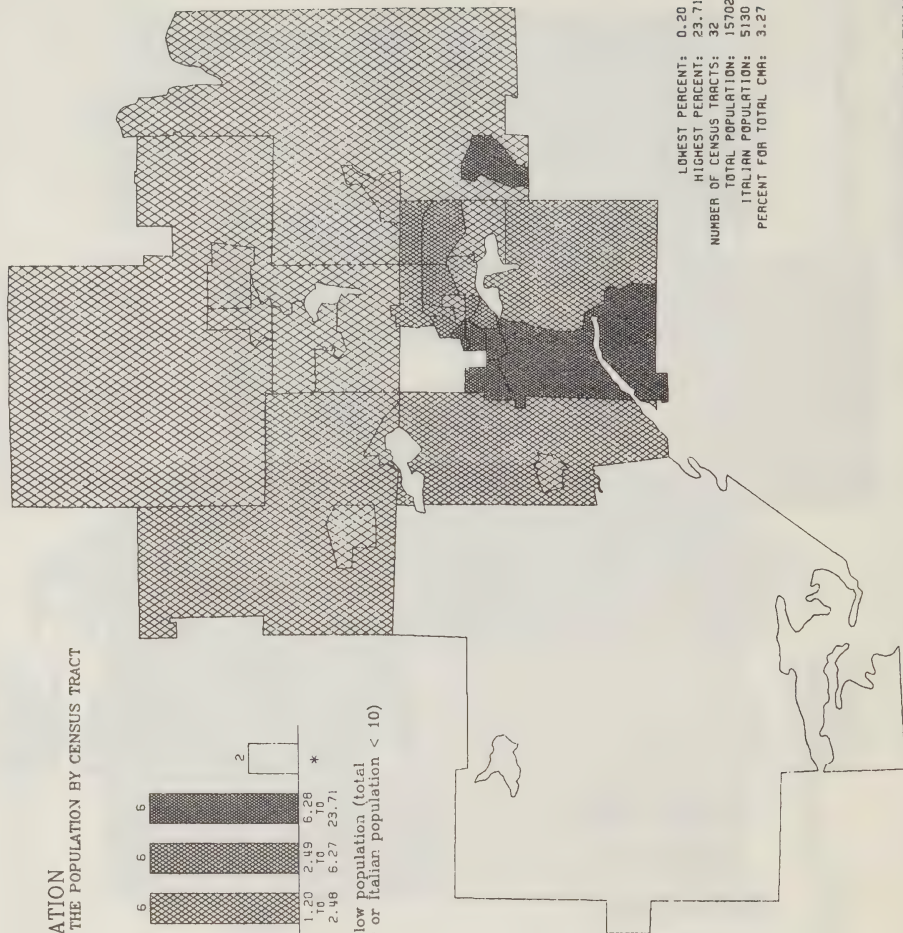 ATION
THE POPULATION BY CENSUS TRACT
6 6 6 2
1.20 2.49 6.28 *
TO TO TO
2.48 6.27 23.71
low population (total
or Italian population < 10)
LOWEST PERCENT: 0.20
HIGHEST PERCENT: 23.71
NUMBER OF CENSUS TRACTS: 32
TOTAL POPULATION: 15702
ITALIAN POPULATION: 5130
PERCENT FOR TOTAL CMA: 3.27